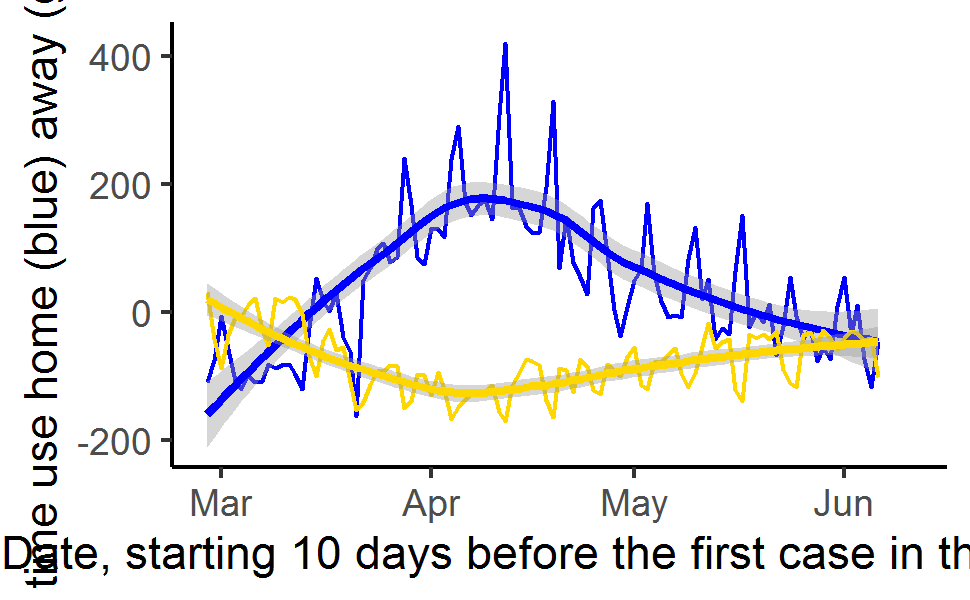 time use home (blue) away (g
400
200
0
-200
Mar Apr May Jun
Date, starting 10 days before the first case in th